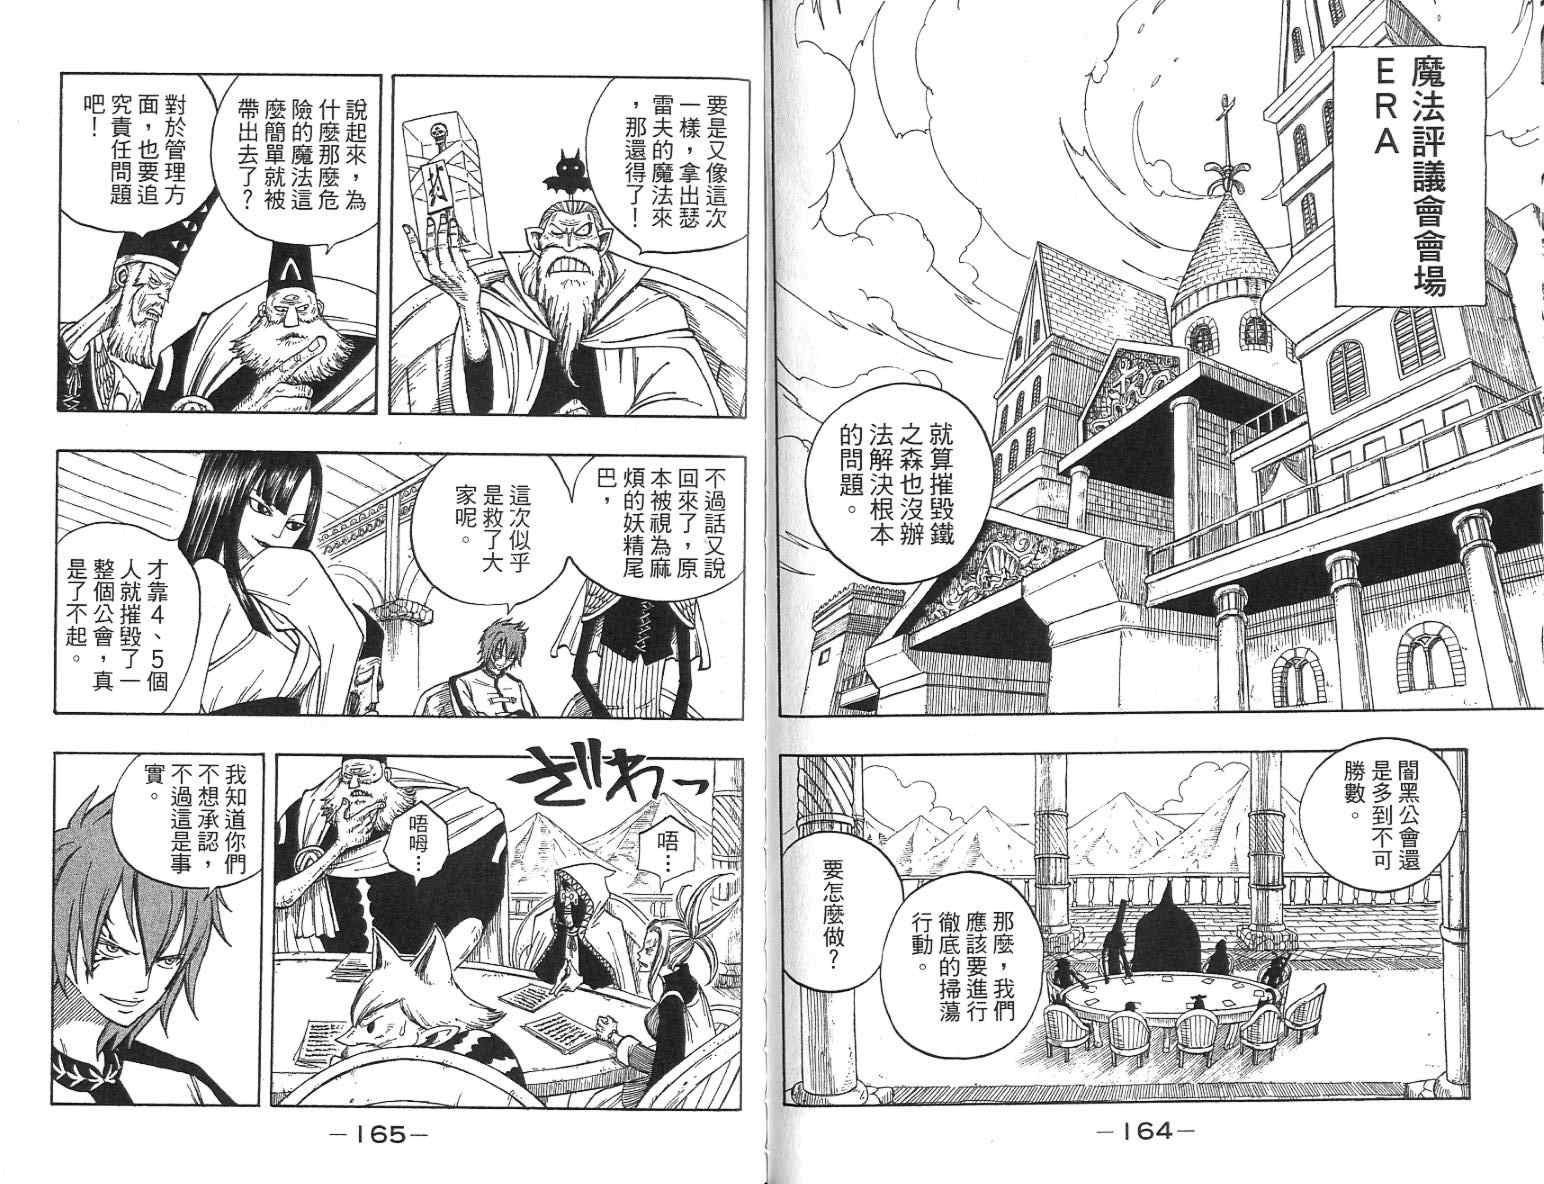 魔法評議會會場
ERA
就算摧毀鐵
之森也沒辦
法解決根本
的問題。
闇黑公會還
是多到不可
勝數。
那麼，我們
應該要進行
徹底的掃蕩
行動。
要怎麼做？
－164－
要是又像這次
一樣，拿出瑟
雷夫的魔法來
，那還得了！
說起來，為
什麼那麼危
險的魔法這
麼簡單就被
帶出去了？
對於管理方
面，也要追
究責任問題
吧！
不過話又說
回來了，原
本被視為麻
煩的妖精尾
巴，
這次似乎
是救了大
家呢。
才靠4、5個
人就摧毀了一
整個公會，真
是了不起。
ざわっ
唔…
唔呣…
我知道你們
不想承認，
不過這是事
實。
－165－